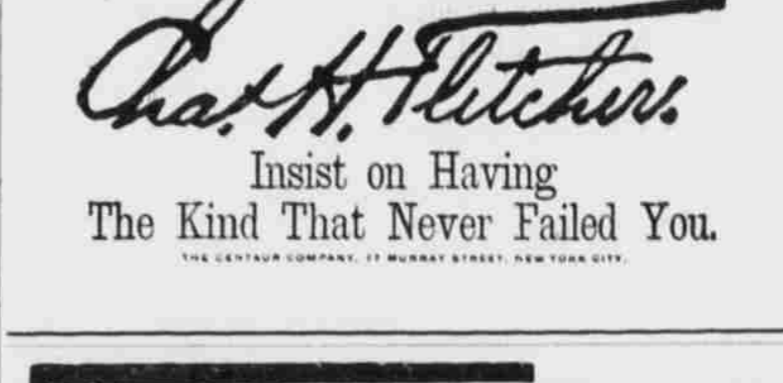 Chas. H. Fletcher.
Insist on Having
The Kind That Never Failed You.
THE CENTAUR COMPANY, 77 MURRAY STREET, NEW YORK CITY.